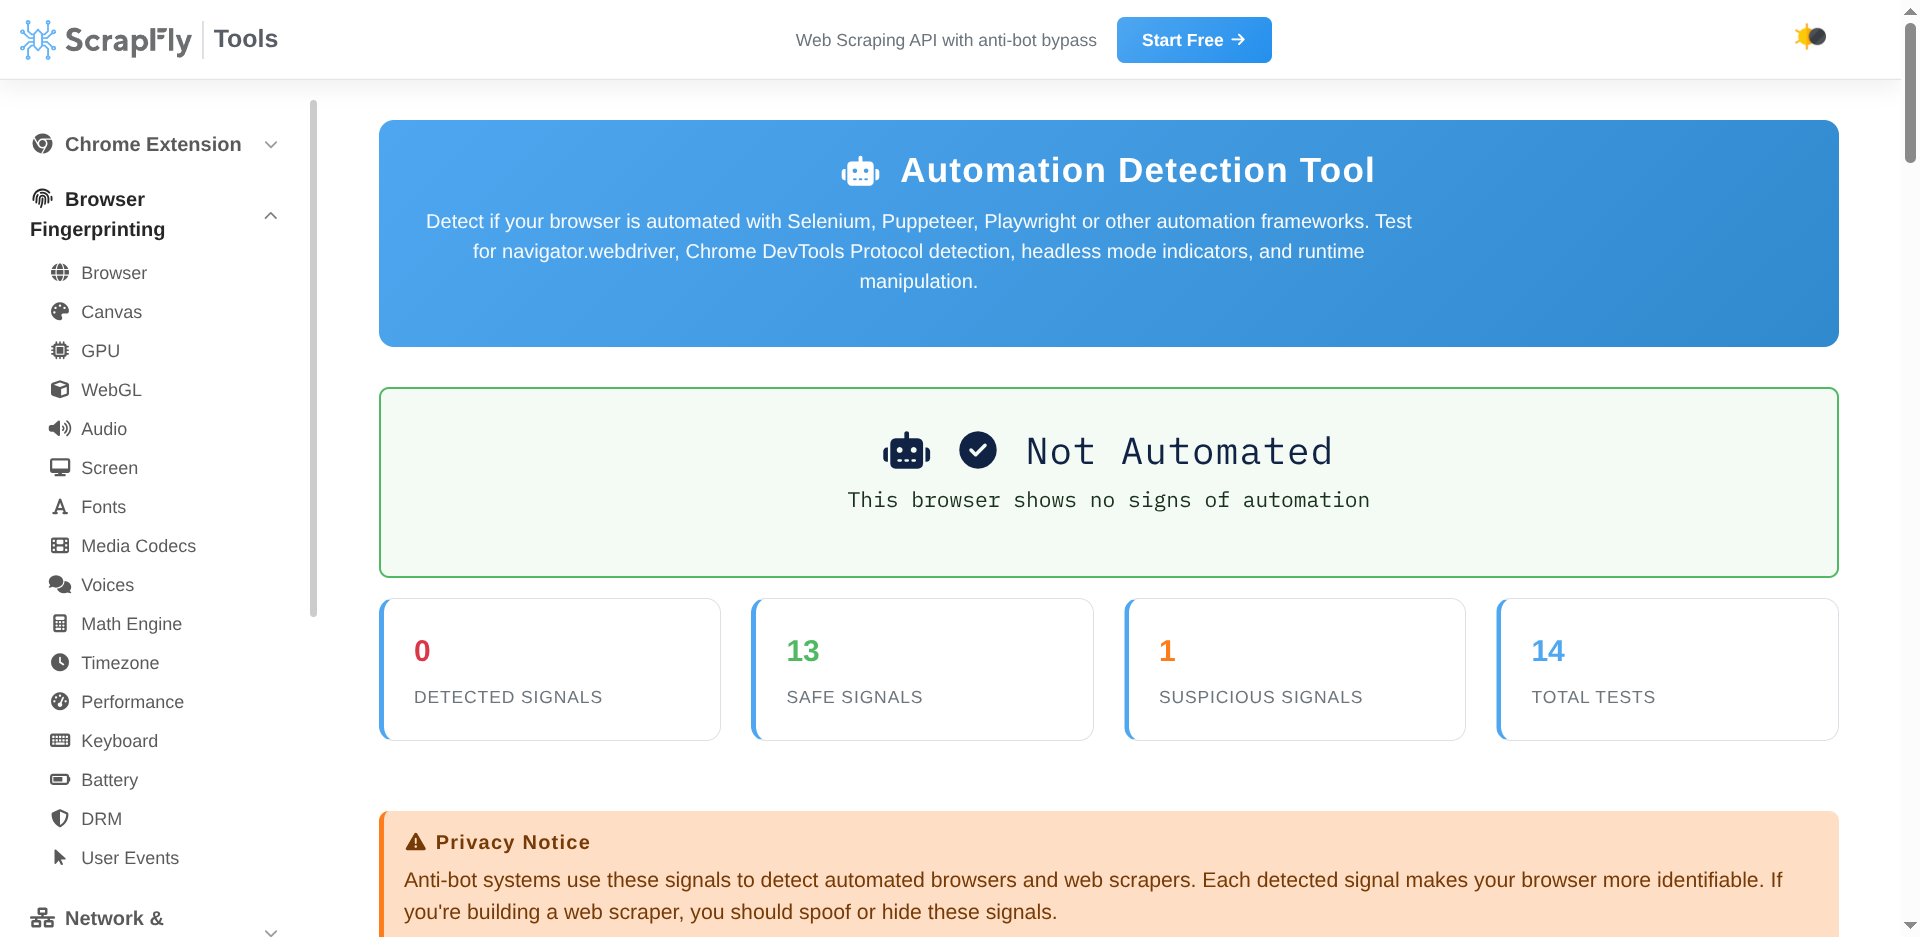 ScrapFly Tools
Web Scraping API with anti-bot bypass
Start Free →
Chrome Extension
Browser
Fingerprinting
Browser
Canvas
GPU
WebGL
Audio
Screen
Fonts
Media Codecs
Voices
Math Engine
Timezone
Performance
Keyboard
Battery
DRM
User Events
Network &
Automation Detection Tool
Detect if your browser is automated with Selenium, Puppeteer, Playwright or other automation frameworks. Test
for navigator.webdriver, Chrome DevTools Protocol detection, headless mode indicators, and runtime
manipulation.
Not Automated
This browser shows no signs of automation
0
DETECTED SIGNALS
13
SAFE SIGNALS
1
SUSPICIOUS SIGNALS
14
TOTAL TESTS
Privacy Notice
Anti-bot systems use these signals to detect automated browsers and web scrapers. Each detected signal makes your browser more identifiable. If
you're building a web scraper, you should spoof or hide these signals.